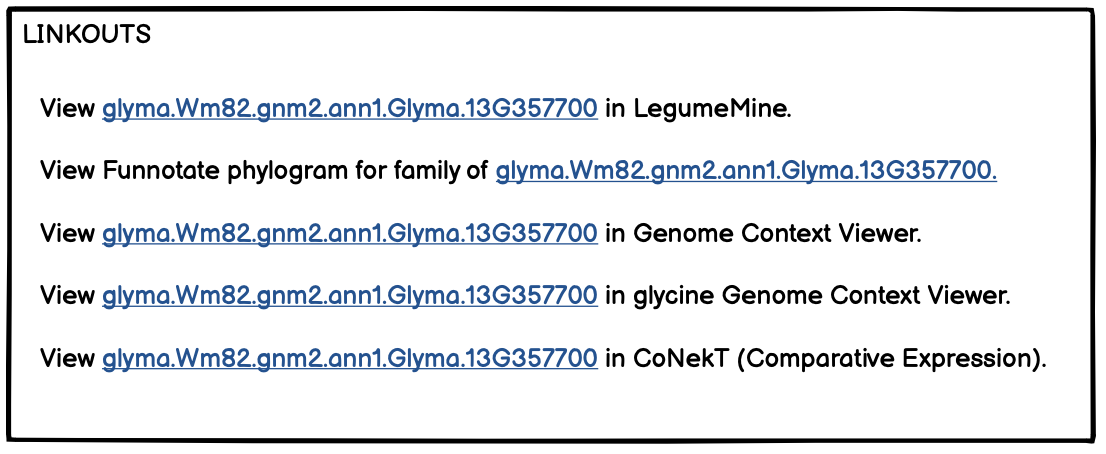 LINKOUTS
View glyma.Wm82.gnm2.ann1.Glyma.13G357700 in LegumeMine.
View Funnotate phylogram for family of glyma.Wm82.gnm2.ann1.Glyma.13G357700.
View glyma.Wm82.gnm2.ann1.Glyma.13G357700 in Genome Context Viewer.
View glyma.Wm82.gnm2.ann1.Glyma.13G357700 in glycine Genome Context Viewer.
View glyma.Wm82.gnm2.ann1.Glyma.13G357700 in CoNekT (Comparative Expression).